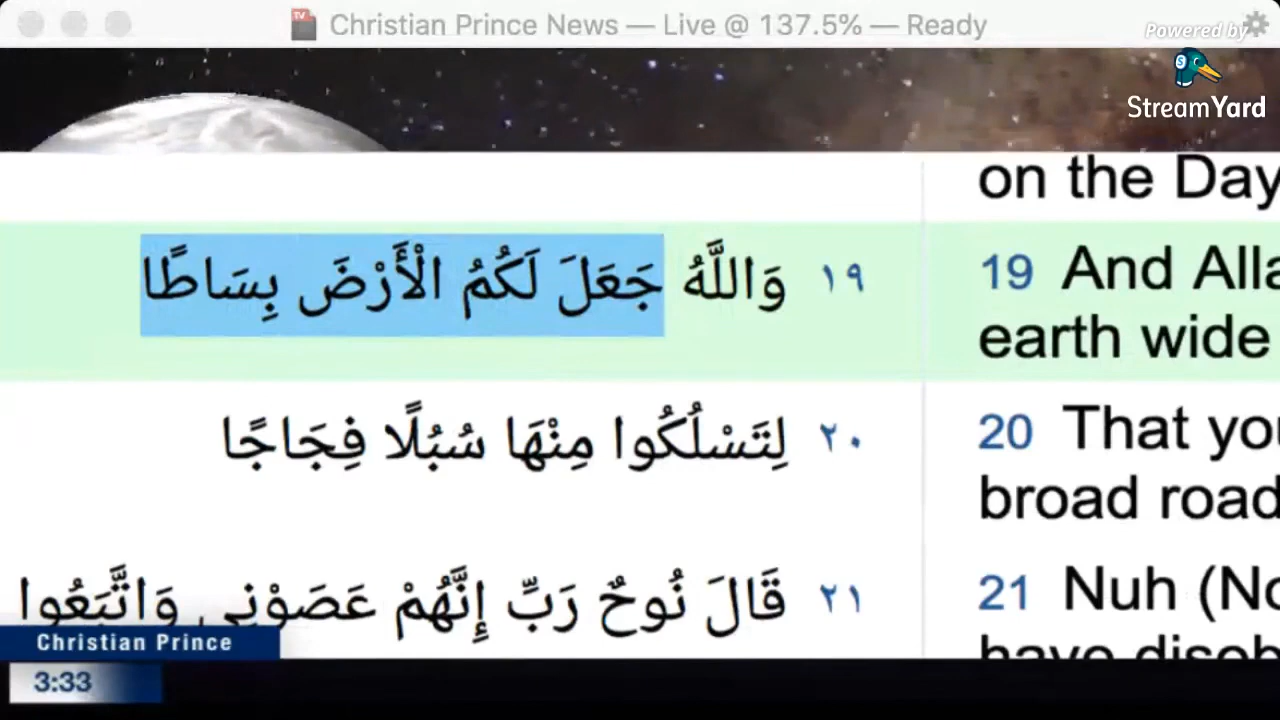 Christian Prince News — Live @ 137.5% — Ready
Powered by
StreamYard
on the Day
١٩ وَاللَّهُ جَعَلَ لَكُمُ الْأَرْضَ بِسَاطًا
19 And Alla
earth wide
٢٠ لِتَسْلُكُوا مِنْهَا سُبُلًا فِجَاجًا
20 That you
broad road
٢١ قَالَ نُوحٌ رَبِّ إِنَّهُمْ عَصَوْنِي وَاتَّبَعُوا
21 Nuh (No
have disob
Christian Prince
3:33